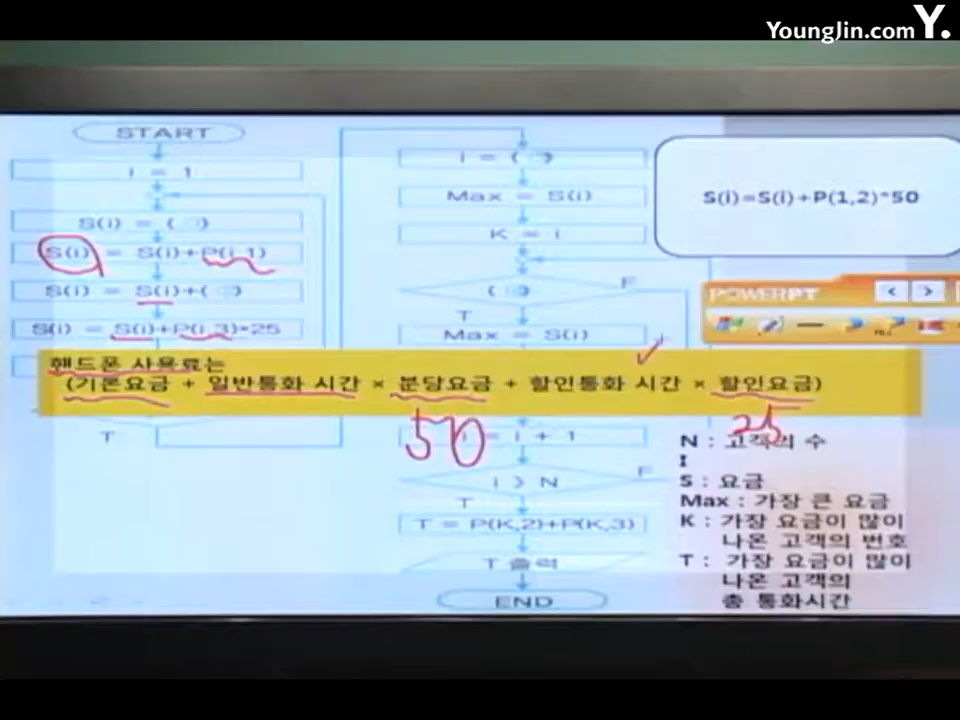 YoungJin.com Y.
START
i = 1
S(i) = ( )
S(i) = S(i)+P(i,1)
S(i) = S(i)+( )
S(i) = S(i)+P(i,3)*25
T
i = ( )
Max = S(i)
K = i
( )
F
T
Max = S(i)
S(i)=S(i)+P(1,2)*50
POWERPT
핸드폰 사용료는
(기본요금 + 일반통화 시간 × 분당요금 + 할인통화 시간 × 할인요금)
50
25
i = i + 1
i > N
F
T
T = P(K,2)+P(K,3)
T 출력
END
N : 고객의 수
I
S : 요금
Max : 가장 큰 요금
K : 가장 요금이 많이
나온 고객의 번호
T : 가장 요금이 많이
나온 고객의
총 통화시간